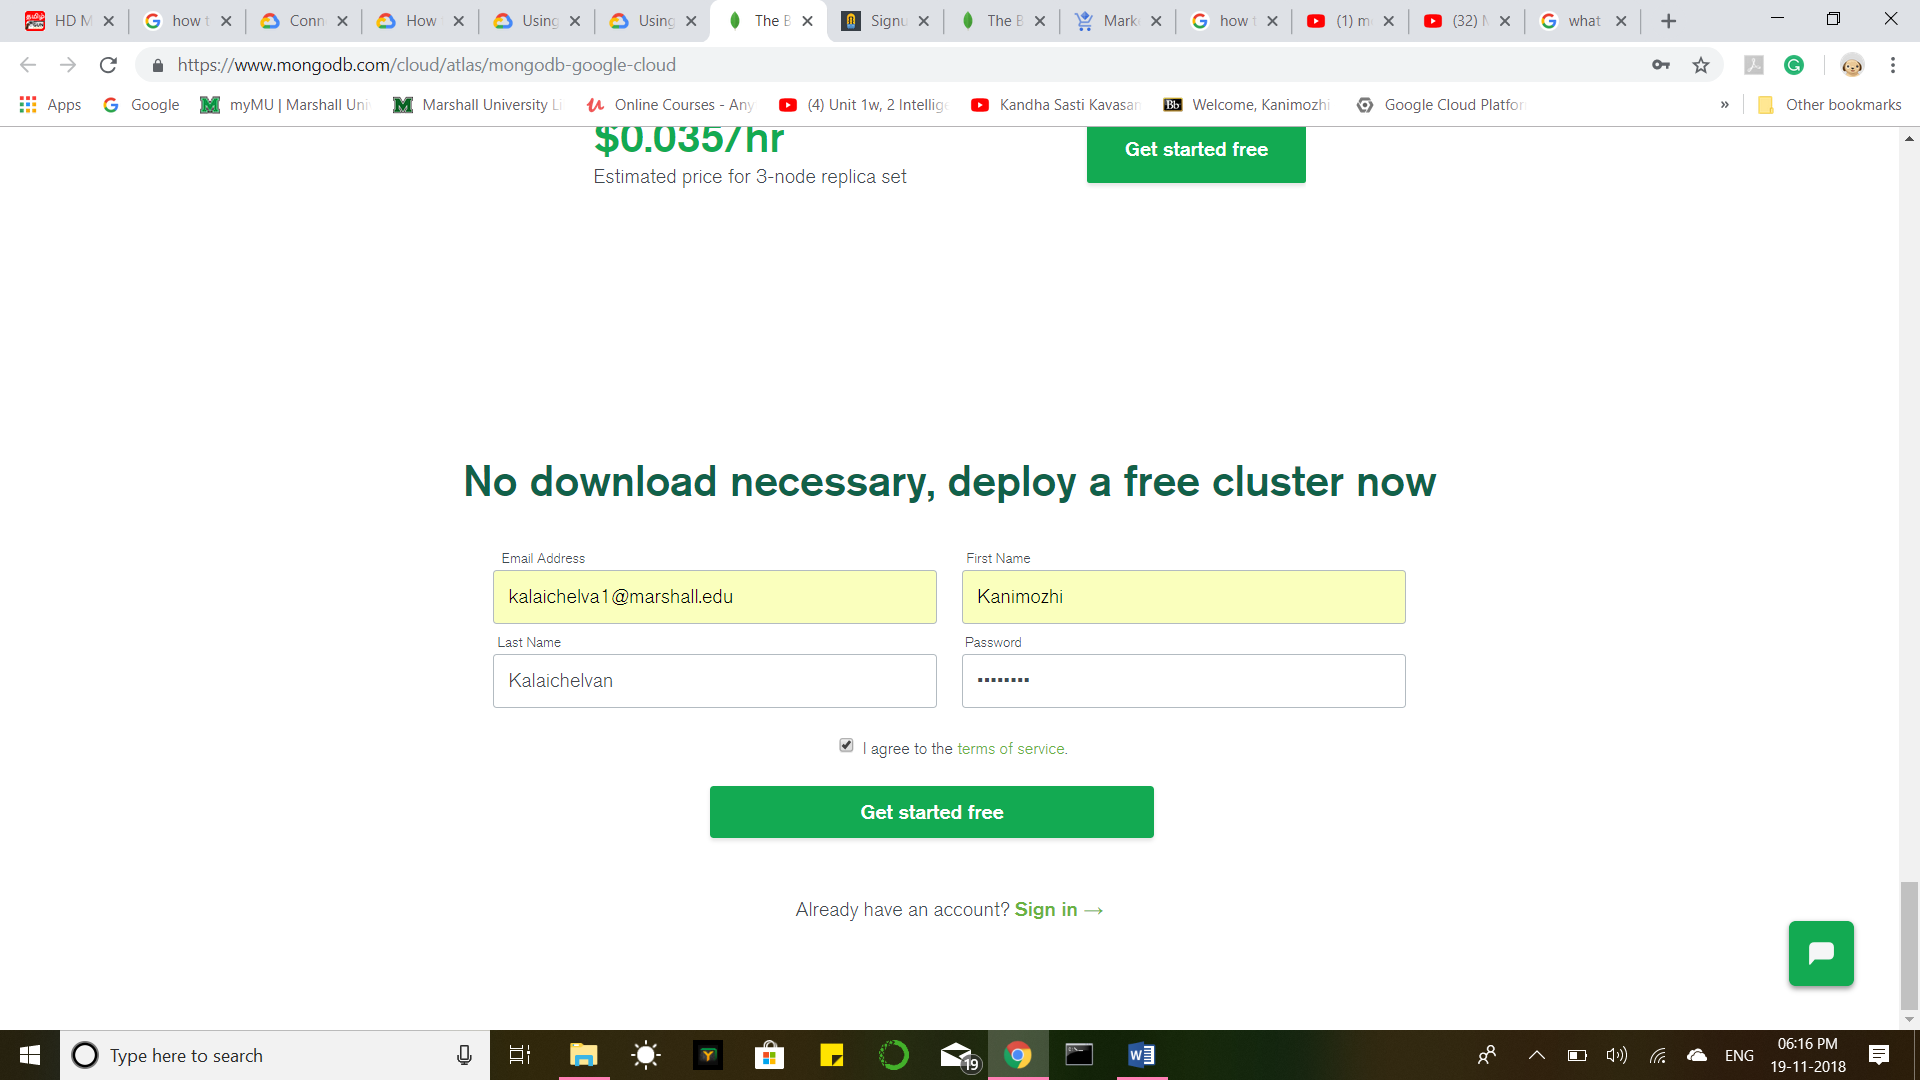 HD M
how t
Conn
How
Using
Using
The B
Signu
The B
Mark
how t
(1) m
(32) M
what
https://www.mongodb.com/cloud/atlas/mongodb-google-cloud
Apps
Google
myMU | Marshall Uni
Marshall University Li
Online Courses - Any
(4) Unit 1w, 2 Intellige
Kandha Sasti Kavasam
Bb
Welcome, Kanimozhi
Google Cloud Platfor
»
Other bookmarks
$0.035/hr
Estimated price for 3-node replica set
Get started free
No download necessary, deploy a free cluster now
Email Address
First Name
kalaichelva1@marshall.edu
Kanimozhi
Last Name
Password
Kalaichelvan
••••••••
I agree to the terms of service.
Get started free
Already have an account? Sign in →
Type here to search
19
ENG
06:16 PM
19-11-2018